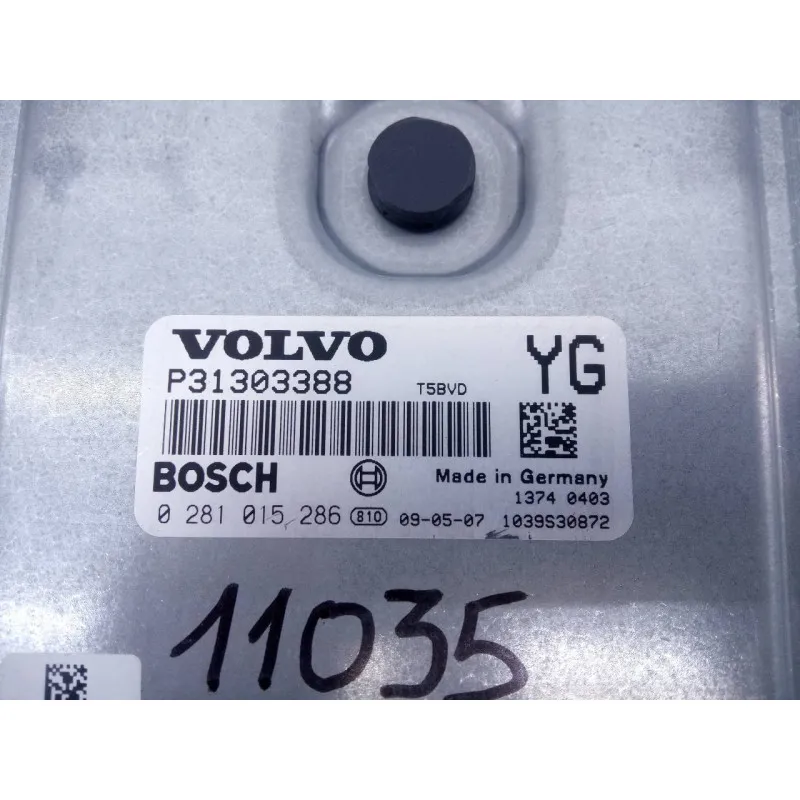 VOLVO YG
P31303388 T5BVD
BOSCH Made in Germany
1374 0403
0 281 015 286 810 09-05-07 1039S30872
11035